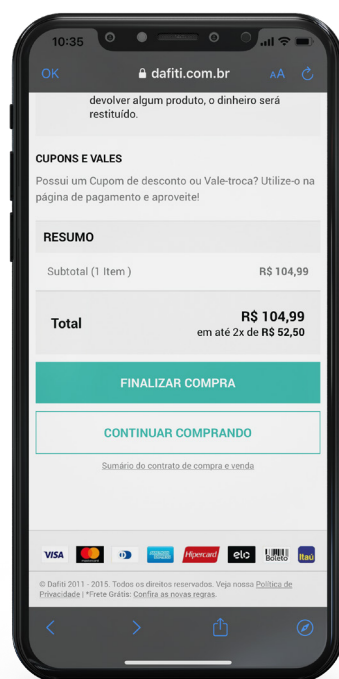 10:35
OK dafiti.com.br AA
devolver algum produto, o dinheiro será
restituído.
CUPONS E VALES
Possui um Cupom de desconto ou Vale-troca? Utilize-o na
página de pagamento e aproveite!
RESUMO
Subtotal (1 Item ) R$ 104,99
Total R$ 104,99
em até 2x de R$ 52,50
FINALIZAR COMPRA
CONTINUAR COMPRANDO
Sumário do contrato de compra e venda
VISA Hipercard elo Boleto Itaú
© Dafiti 2011 - 2015. Todos os direitos reservados. Veja nossa Política de
Privacidade | *Frete Grátis: Confira as novas regras.